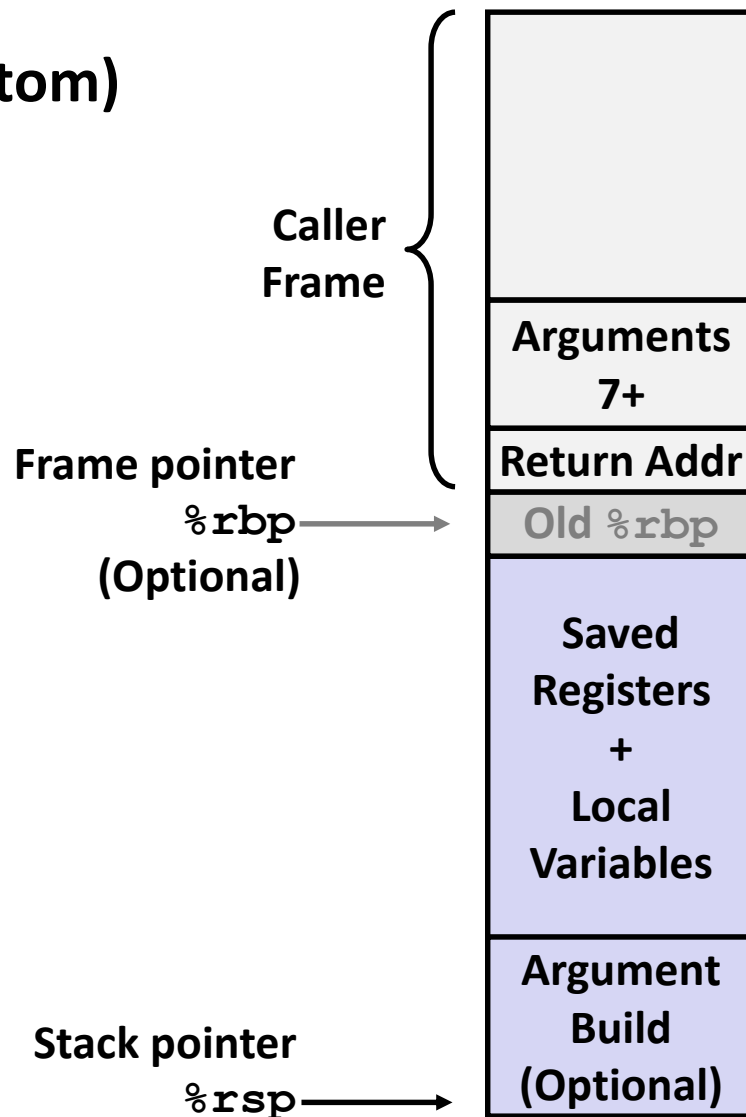 tom)
Caller
Frame
Arguments
7+
Return Addr
Frame pointer
%rbp
(Optional)
Old %rbp
Saved
Registers
+
Local
Variables
Argument
Build
(Optional)
Stack pointer
%rsp